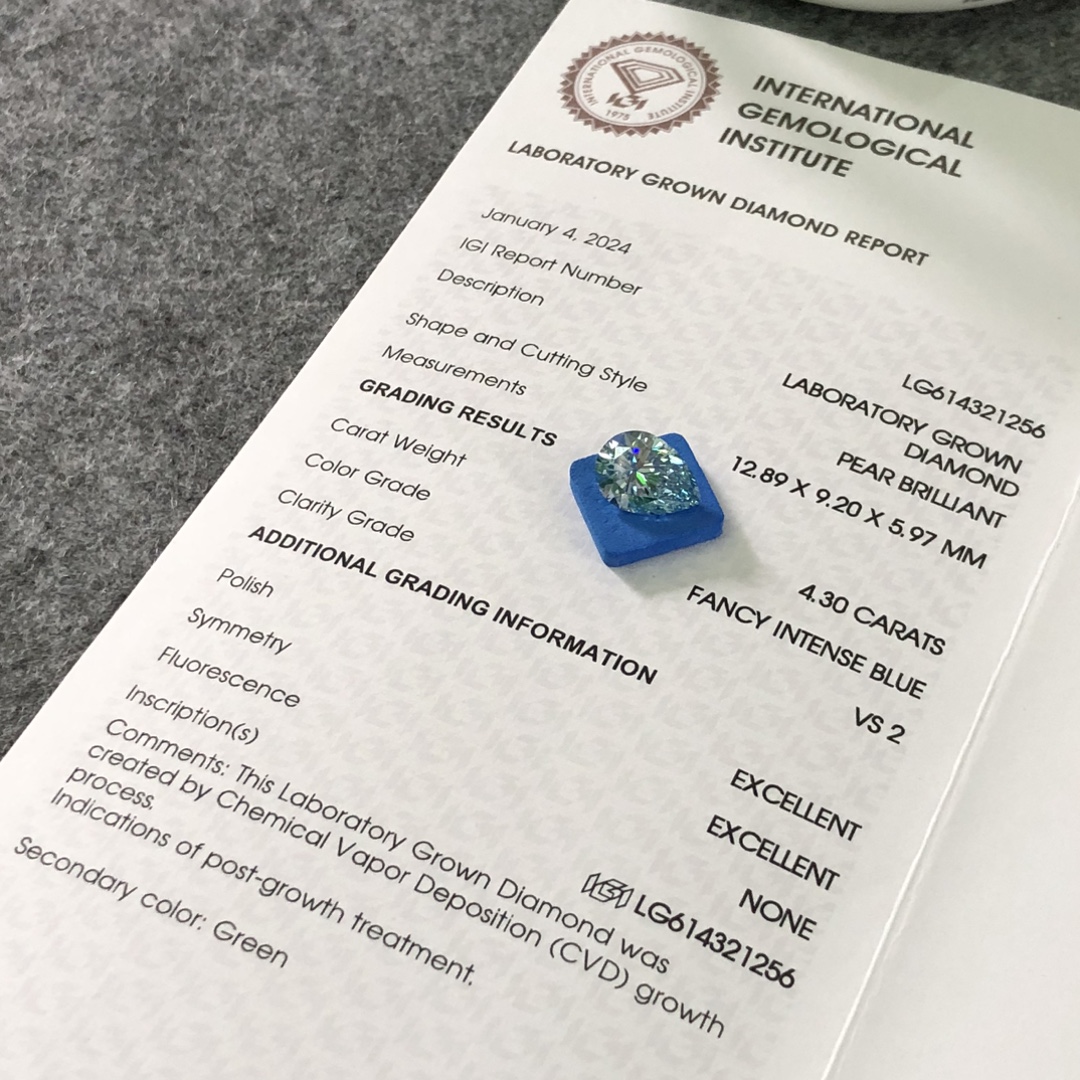 INTERNATIONAL GEMOLOGICAL INSTITUTE
IGI
1975
INTERNATIONAL
GEMOLOGICAL
INSTITUTE
LABORATORY GROWN DIAMOND REPORT
January 4, 2024
IGI Report Number LG614321256
Description LABORATORY GROWN
DIAMOND
Shape and Cutting Style PEAR BRILLIANT
Measurements 12.89 X 9.20 X 5.97 MM
GRADING RESULTS
Carat Weight 4.30 CARATS
Color Grade FANCY INTENSE BLUE
Clarity Grade VS 2
ADDITIONAL GRADING INFORMATION
Polish EXCELLENT
Symmetry EXCELLENT
Fluorescence NONE
Inscription(s) IGI LG614321256
Comments: This Laboratory Grown Diamond was
created by Chemical Vapor Deposition (CVD) growth
process.
Indications of post-growth treatment.
Secondary color: Green